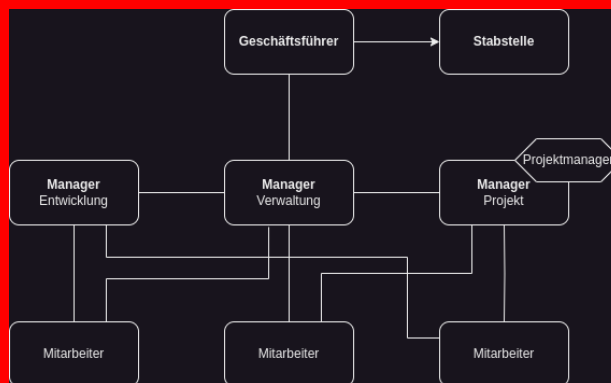 Geschäftsführer
Stabstelle
Projektmanager
Manager
Entwicklung
Manager
Verwaltung
Manager
Projekt
Mitarbeiter
Mitarbeiter
Mitarbeiter